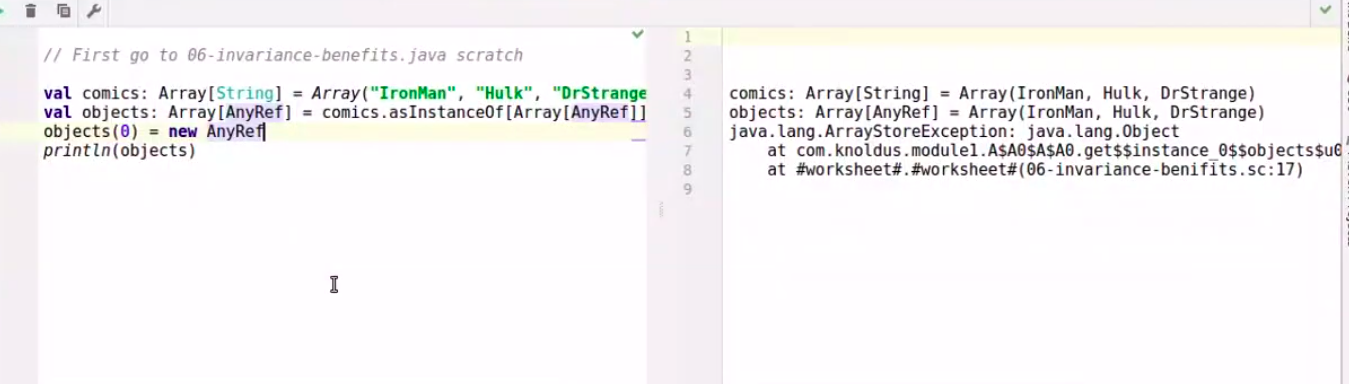 // First go to 06-invariance-benefits.java scratch
val comics: Array[String] = Array("IronMan", "Hulk", "DrStrange
val objects: Array[AnyRef] = comics.asInstanceOf[Array[AnyRef]]
objects(0) = new AnyRef
println(objects)
1
2
3
4 comics: Array[String] = Array(IronMan, Hulk, DrStrange)
5 objects: Array[AnyRef] = Array(IronMan, Hulk, DrStrange)
6 java.lang.ArrayStoreException: java.lang.Object
7 at com.knoldus.module1.A$A0$A$A0.get$$instance_0$$objects$u0
8 at #worksheet#.#worksheet#(06-invariance-benifits.sc:17)
9